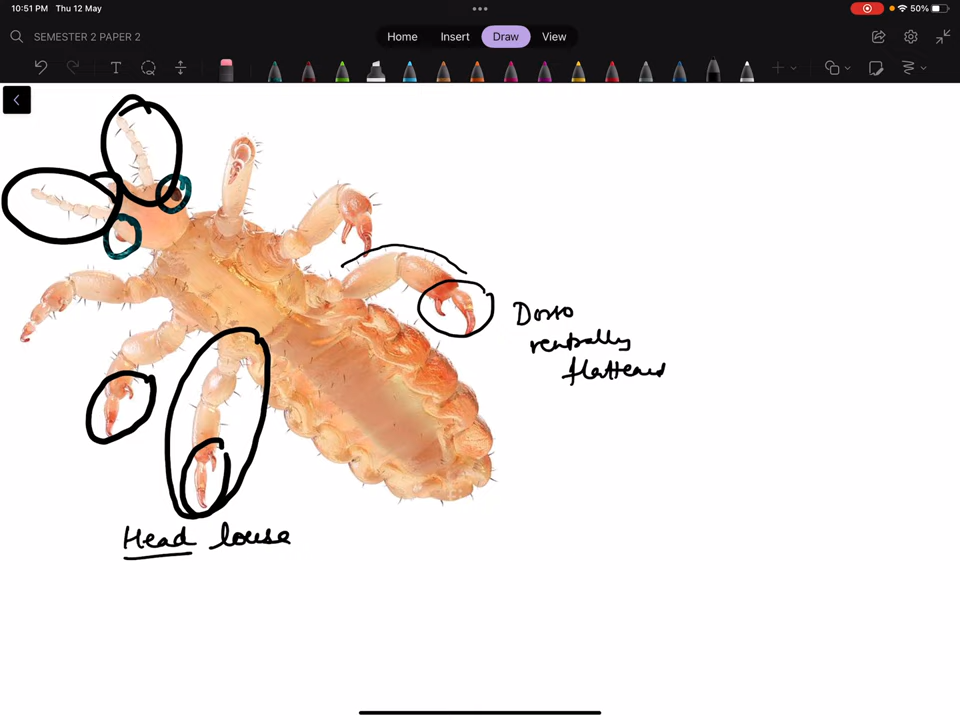 10:51 PM Thu 12 May
50%
SEMESTER 2 PAPER 2
Home Insert Draw View
Dorso
ventrally
flattened
Head louse